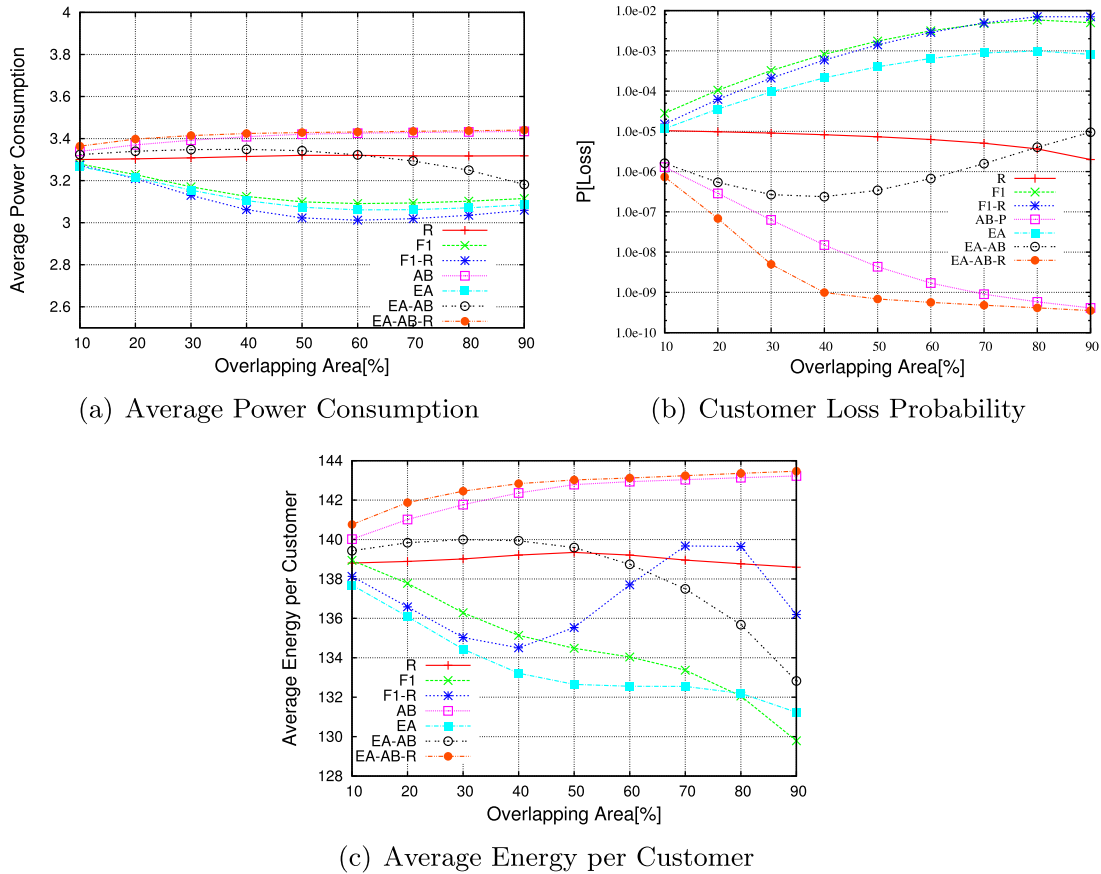 4
3.8
3.6
3.4
3.2
3
2.8
2.6
Average Power Consumption
R
F1
F1-R
AB
EA
EA-AB
EA-AB-R
10 20 30 40 50 60 70 80 90
Overlapping Area[%]
(a) Average Power Consumption
1.0e-02
1.0e-03
1.0e-04
1.0e-05
1.0e-06
1.0e-07
1.0e-08
1.0e-09
1.0e-10
P[Loss]
R
F1
F1-R
AB-P
EA
EA-AB
EA-AB-R
10 20 30 40 50 60 70 80 90
Overlapping Area[%]
(b) Customer Loss Probability
144
142
140
138
136
134
132
130
128
Average Energy per Customer
R
F1
F1-R
AB
EA
EA-AB
EA-AB-R
10 20 30 40 50 60 70 80 90
Overlapping Area[%]
(c) Average Energy per Customer